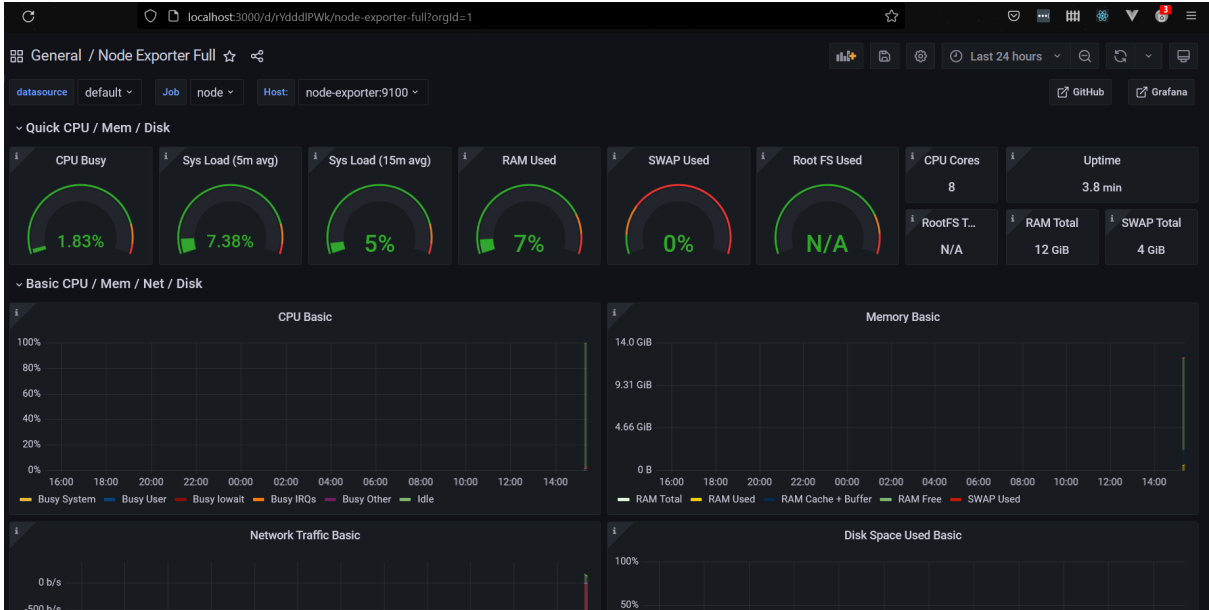 localhost:3000/d/rYdddlPWk/node-exporter-full?orgId=1
3
General / Node Exporter Full
Last 24 hours
datasource default Job node Host: node-exporter:9100
GitHub Grafana
Quick CPU / Mem / Disk
CPU Busy
1.83%
Sys Load (5m avg)
7.38%
Sys Load (15m avg)
5%
RAM Used
7%
SWAP Used
0%
Root FS Used
N/A
CPU Cores
8
Uptime
3.8 min
RootFS T...
N/A
RAM Total
12 GiB
SWAP Total
4 GiB
Basic CPU / Mem / Net / Disk
CPU Basic
100%
80%
60%
40%
20%
0%
16:00 18:00 20:00 22:00 00:00 02:00 04:00 06:00 08:00 10:00 12:00 14:00
Busy System Busy User Busy Iowait Busy IRQs Busy Other Idle
Memory Basic
14.0 GiB
9.31 GiB
4.66 GiB
0 B
16:00 18:00 20:00 22:00 00:00 02:00 04:00 06:00 08:00 10:00 12:00 14:00
RAM Total RAM Used RAM Cache + Buffer RAM Free SWAP Used
Network Traffic Basic
0 b/s
-500 b/s
Disk Space Used Basic
100%
50%